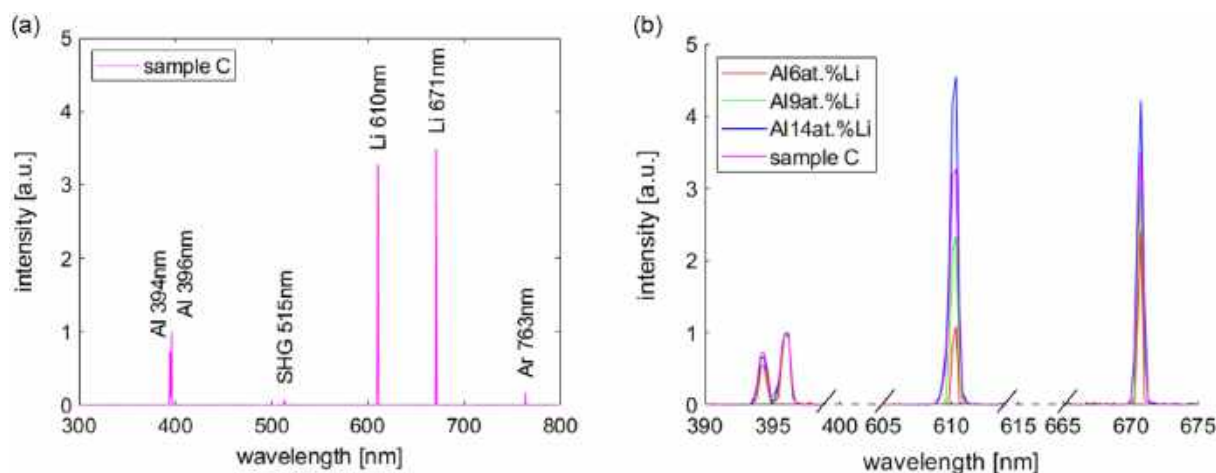 (a)
5
4
3
2
1
0
300 400 500 600 700 800
intensity [a.u.]
wavelength [nm]
sample C
Al 394nm
Al 396nm
SHG 515nm
Li 610nm
Li 671nm
Ar 763nm
(b)
5
4
3
2
1
0
390 395 400 605 610 615 665 670 675
intensity [a.u.]
wavelength [nm]
Al6at.%Li
Al9at.%Li
Al14at.%Li
sample C